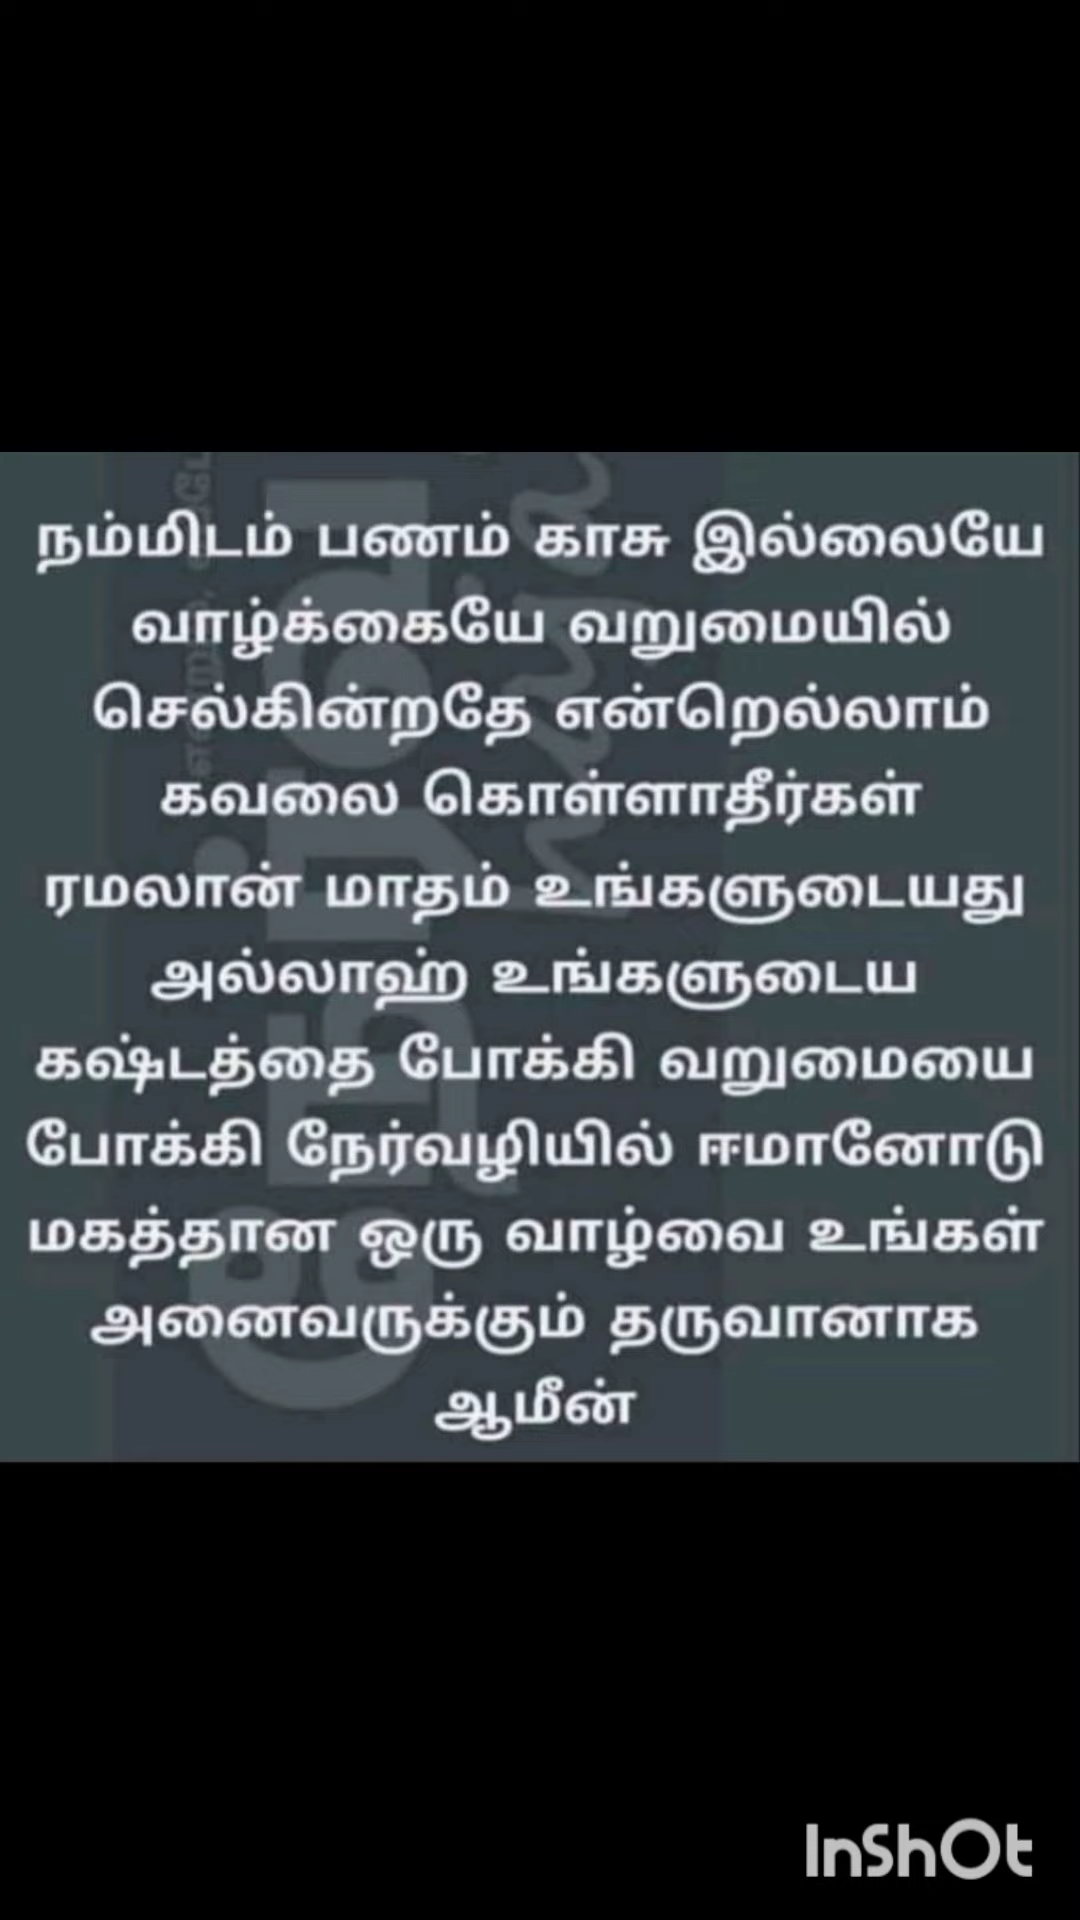 நம்மிடம் பணம் காசு இல்லையே
வாழ்க்கையே வறுமையில்
செல்கின்றதே என்றெல்லாம்
கவலை கொள்ளாதீர்கள்
ரமலான் மாதம் உங்களுடையது
அல்லாஹ் உங்களுடைய
கஷ்டத்தை போக்கி வறுமையை
போக்கி நேர்வழியில் ஈமானோடு
மகத்தான ஒரு வாழ்வை உங்கள்
அனைவருக்கும் தருவானாக
ஆமீன்
InShOt